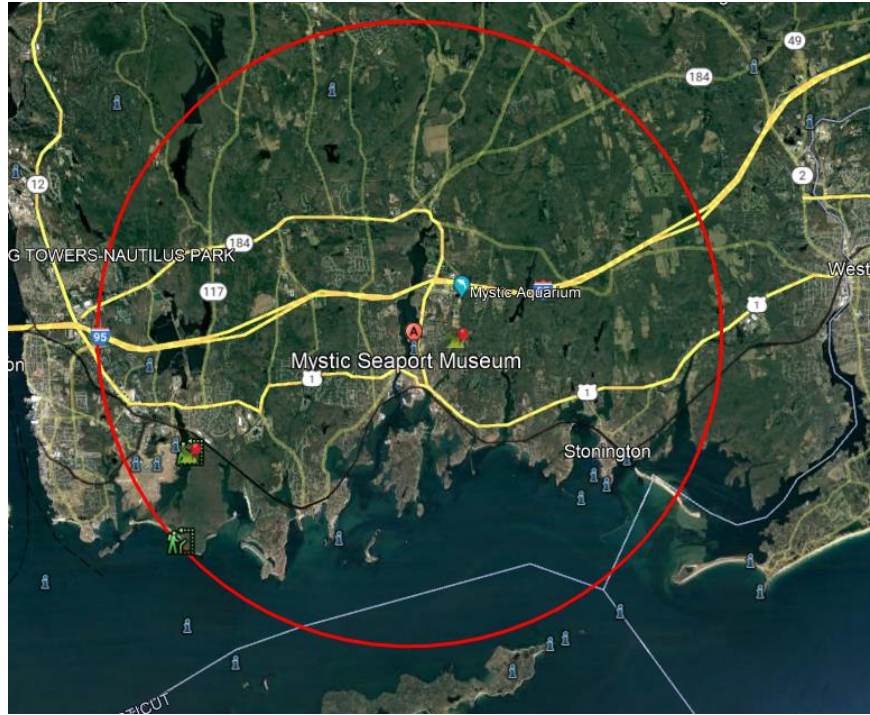 49
184
2
12
184
G TOWERS-NAUTILUS PARK
117
West
Mystic Aquarium
1
95
A
on
Mystic Seaport Museum
1
1
Stonington
TICUT